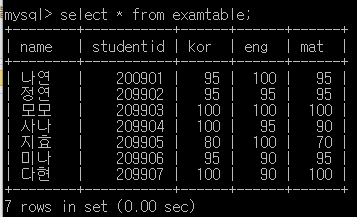 mysql> select * from examtable;
+------+-----------+------+------+------+
| name | studentid | kor | eng | mat |
+------+-----------+------+------+------+
| 나연 | 200901 | 95 | 100 | 95 |
| 정연 | 209902 | 95 | 95 | 95 |
| 모모 | 209903 | 100 | 100 | 100 |
| 사나 | 209904 | 100 | 95 | 90 |
| 지효 | 209905 | 80 | 100 | 70 |
| 미나 | 209906 | 95 | 90 | 95 |
| 다현 | 209907 | 100 | 90 | 100 |
+------+-----------+------+------+------+
7 rows in set (0.00 sec)